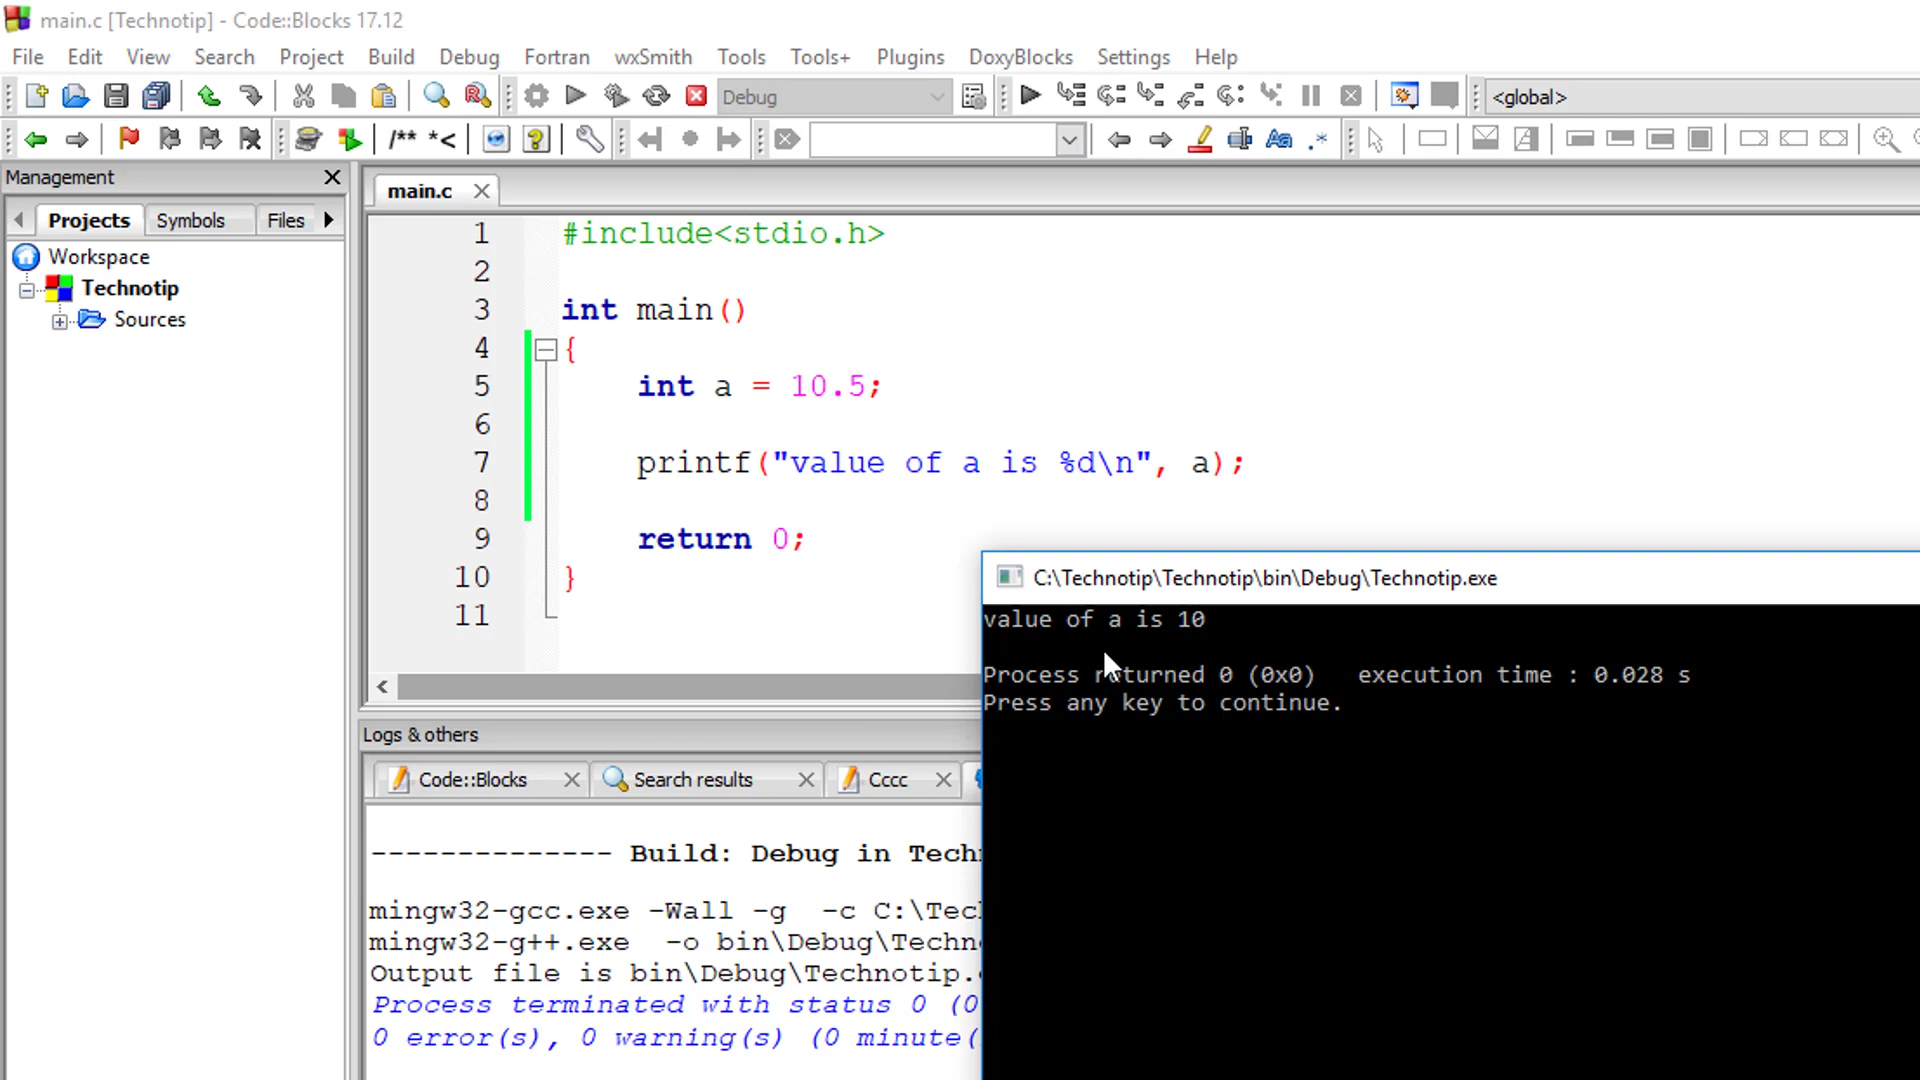 main.c [Technotip] - Code::Blocks 17.12
File Edit View Search Project Build Debug Fortran wxSmith Tools Tools+ Plugins DoxyBlocks Settings Help
Debug <global>
/** *<
Management
main.c
Projects Symbols Files
Workspace
Technotip
Sources
1 #include<stdio.h>
2
3 int main()
4 {
5 int a = 10.5;
6
7 printf("value of a is %d\n", a);
8
9 return 0;
10 }
11
C:\Technotip\Technotip\bin\Debug\Technotip.exe
value of a is 10
Process returned 0 (0x0) execution time : 0.028 s
Press any key to continue.
Logs & others
Code::Blocks Search results Cccc
-------------- Build: Debug in Techn
mingw32-gcc.exe -Wall -g -c C:\Tec
mingw32-g++.exe -o bin\Debug\Techn
Output file is bin\Debug\Technotip.
Process terminated with status 0 (0
0 error(s), 0 warning(s) (0 minute(